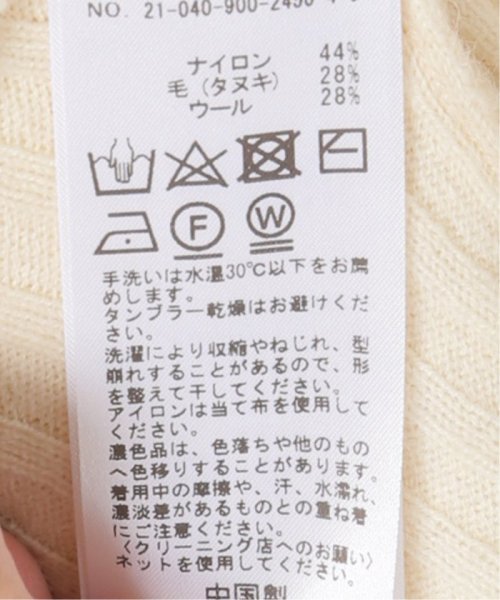 NO. 21-040-900-2450
ナイロン 44%
毛(タヌキ) 28%
ウール 28%
F
W
手洗いは水温30℃以下をお薦
めします。
タンブラー乾燥はお避けくだ
さい。
洗濯により収縮やねじれ、型
崩れすることがあるので、形
を整えて干してください。
アイロンは当て布を使用して
ください。
濃色品は、色落ちや他のもの
へ色移りすることがあります。
着用中の摩擦や、汗、水濡れ、
濃淡差があるものとの重ね着
にご注意ください。
〈クリーニング店へのお願い〉
ネットを使用してください。
中国製